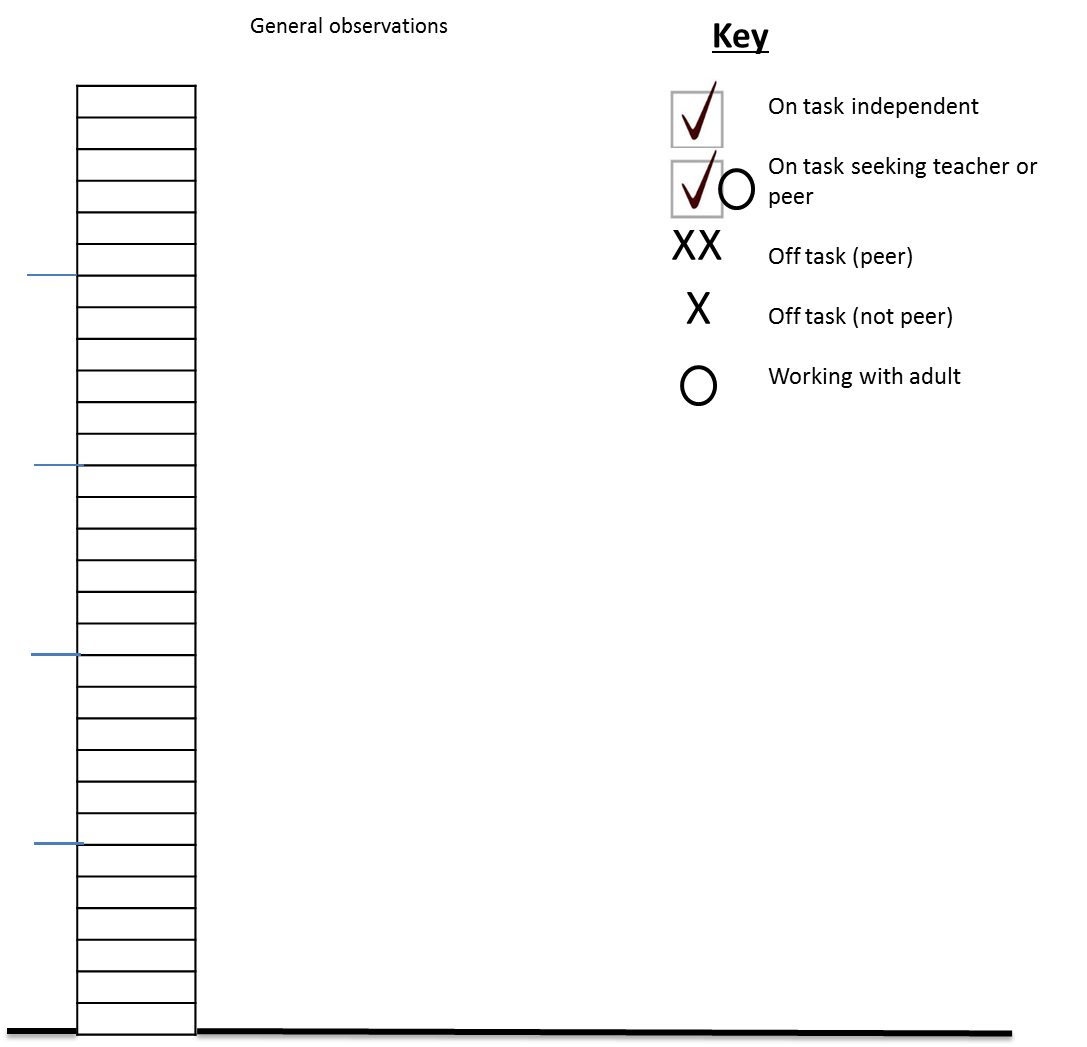 General observations
Key
On task independent
On task seeking teacher or
peer
XX
Off task (peer)
X
Off task (not peer)
Working with adult